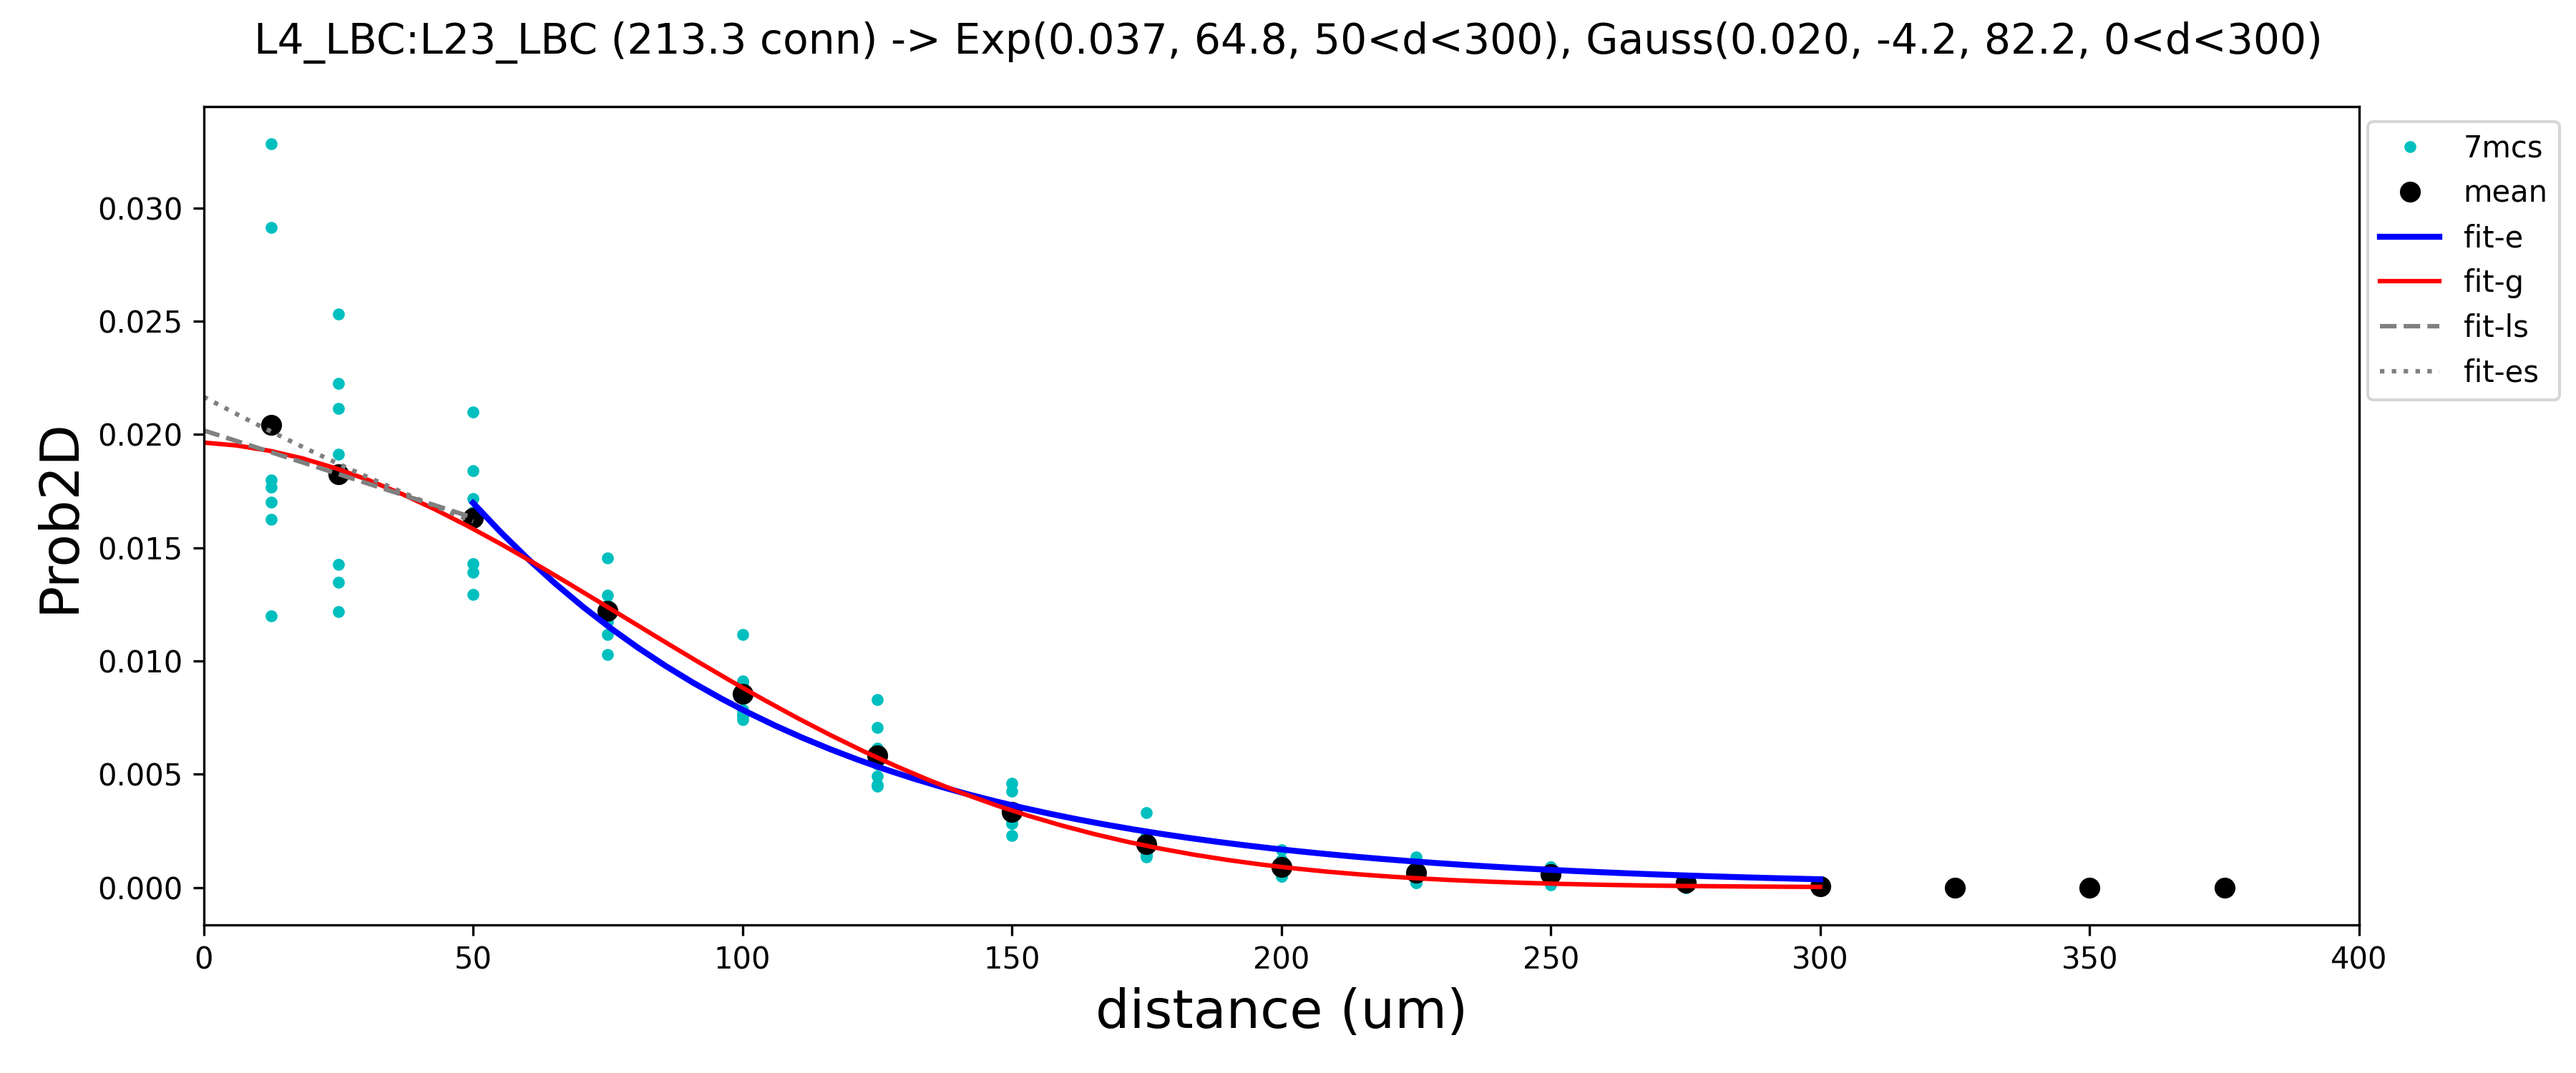 L4_LBC:L23_LBC (213.3 conn) -> Exp(0.037, 64.8, 50<d<300), Gauss(0.020, -4.2, 82.2, 0<d<300)
Prob2D
0.030
0.025
0.020
0.015
0.010
0.005
0.000
0 50 100 150 200 250 300 350 400
distance (um)
7mcs
mean
fit-e
fit-g
fit-ls
fit-es